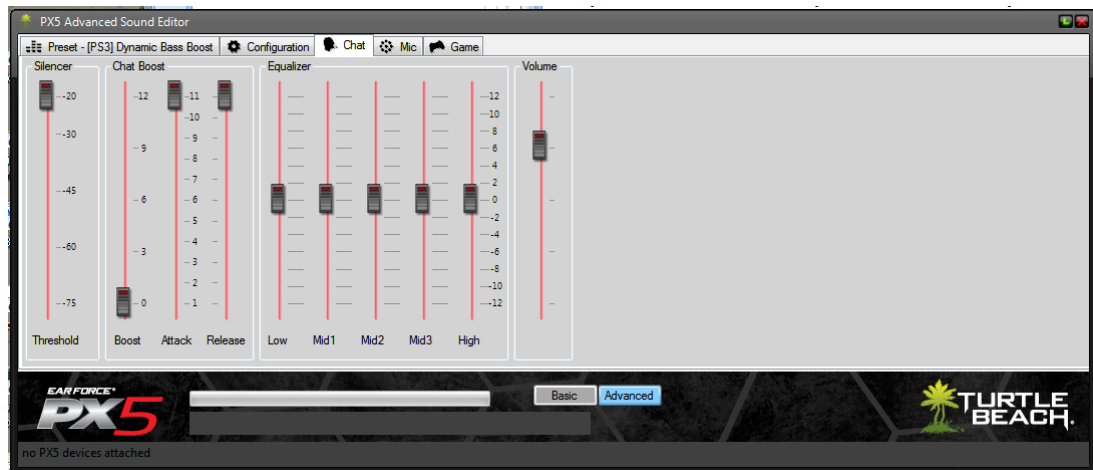 PX5 Advanced Sound Editor
Preset - [PS3] Dynamic Bass Boost Configuration Chat Mic Game
Silencer Chat Boost Equalizer Volume
-20 -12 -11 -12
-10 -10
-30 -9 -9 -8
-8 -6
-7 -4
-45 -6 -6 -2
-5 -0
-4 --2
-60 -3 -3 --4
-2 --6
-75 -0 -1 --8
--10
--12
Threshold Boost Attack Release Low Mid1 Mid2 Mid3 High
EAR FORCE
PX5
Basic Advanced
TURTLE
BEACH.
no PX5 devices attached